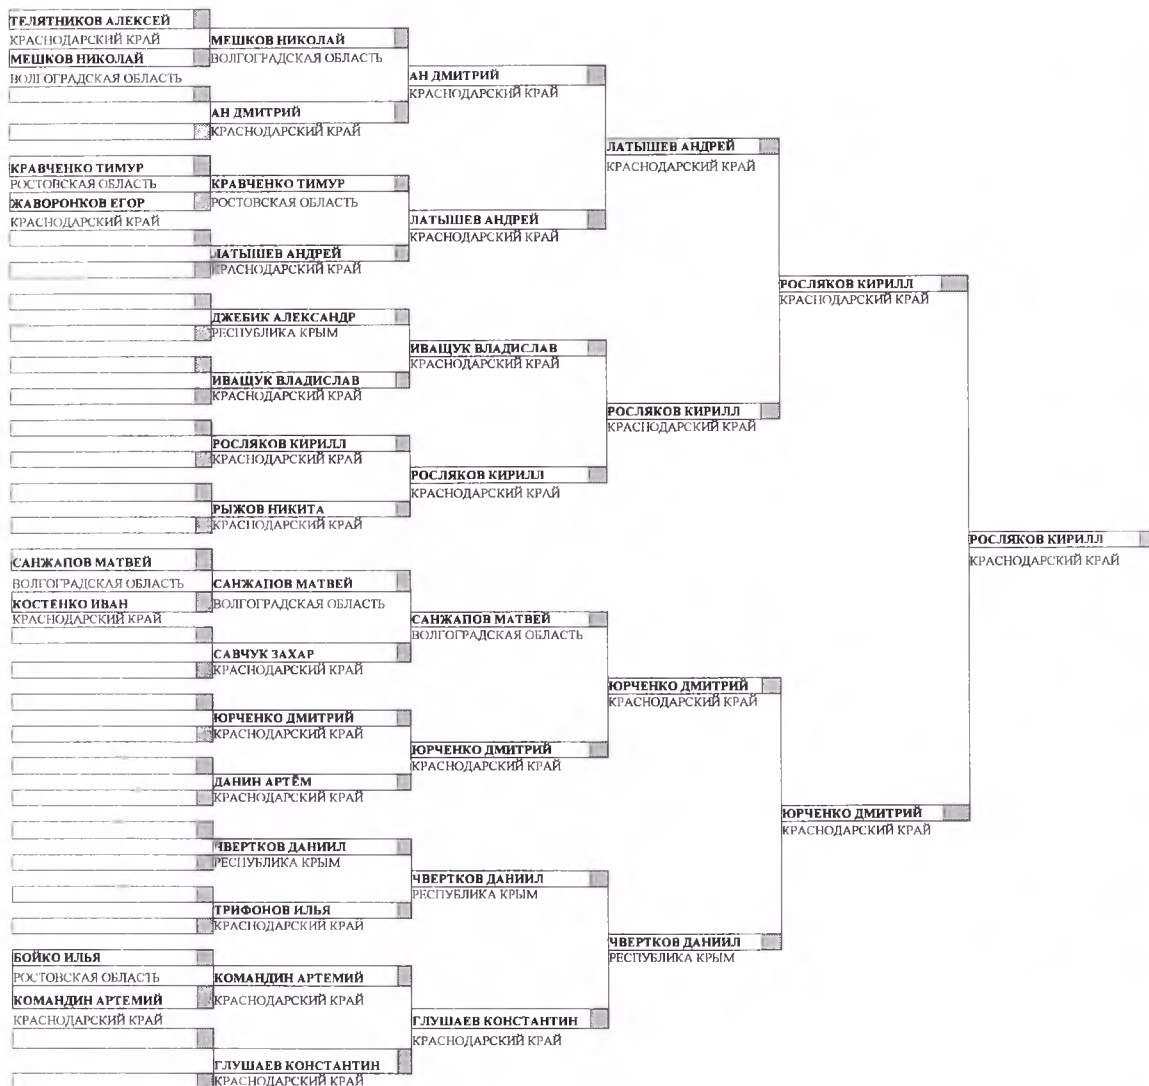 ТЕЛЯТНИКОВ АЛЕКСЕЙ
КРАСНОДАРСКИЙ КРАЙ
МЕШКОВ НИКОЛАЙ
ВОЛГОГРАДСКАЯ ОБЛАСТЬ
КРАВЧЕНКО ТИМУР
РОСТОВСКАЯ ОБЛАСТЬ
ЖАВОРОНКОВ ЕГОР
КРАСНОДАРСКИЙ КРАЙ
САНЖАПОВ МАТВЕЙ
ВОЛГОГРАДСКАЯ ОБЛАСТЬ
КОСТЕНКО ИВАН
КРАСНОДАРСКИЙ КРАЙ
БОЙКО ИЛЬЯ
РОСТОВСКАЯ ОБЛАСТЬ
КОМАНДИН АРТЕМИЙ
КРАСНОДАРСКИЙ КРАЙ
МЕШКОВ НИКОЛАЙ
ВОЛГОГРАДСКАЯ ОБЛАСТЬ
АН ДМИТРИЙ
КРАСНОДАРСКИЙ КРАЙ
КРАВЧЕНКО ТИМУР
РОСТОВСКАЯ ОБЛАСТЬ
ЛАТЫШЕВ АНДРЕЙ
КРАСНОДАРСКИЙ КРАЙ
ДЖЕБИК АЛЕКСАНДР
РЕСПУБЛИКА КРЫМ
ИВАЩУК ВЛАДИСЛАВ
КРАСНОДАРСКИЙ КРАЙ
РОСЛЯКОВ КИРИЛЛ
КРАСНОДАРСКИЙ КРАЙ
РЫЖОВ НИКИТА
КРАСНОДАРСКИЙ КРАЙ
САНЖАПОВ МАТВЕЙ
ВОЛГОГРАДСКАЯ ОБЛАСТЬ
САВЧУК ЗАХАР
КРАСНОДАРСКИЙ КРАЙ
ЮРЧЕНКО ДМИТРИЙ
КРАСНОДАРСКИЙ КРАЙ
ДАНИН АРТЁМ
КРАСНОДАРСКИЙ КРАЙ
ЧВЕРТКОВ ДАНИИЛ
РЕСПУБЛИКА КРЫМ
ТРИФОНОВ ИЛЬЯ
КРАСНОДАРСКИЙ КРАЙ
КОМАНДИН АРТЕМИЙ
КРАСНОДАРСКИЙ КРАЙ
ГЛУШАЕВ КОНСТАНТИН
КРАСНОДАРСКИЙ КРАЙ
АН ДМИТРИЙ
КРАСНОДАРСКИЙ КРАЙ
ЛАТЫШЕВ АНДРЕЙ
КРАСНОДАРСКИЙ КРАЙ
ИВАЩУК ВЛАДИСЛАВ
КРАСНОДАРСКИЙ КРАЙ
РОСЛЯКОВ КИРИЛЛ
КРАСНОДАРСКИЙ КРАЙ
САНЖАПОВ МАТВЕЙ
ВОЛГОГРАДСКАЯ ОБЛАСТЬ
ЮРЧЕНКО ДМИТРИЙ
КРАСНОДАРСКИЙ КРАЙ
ЧВЕРТКОВ ДАНИИЛ
РЕСПУБЛИКА КРЫМ
ГЛУШАЕВ КОНСТАНТИН
КРАСНОДАРСКИЙ КРАЙ
ЛАТЫШЕВ АНДРЕЙ
КРАСНОДАРСКИЙ КРАЙ
РОСЛЯКОВ КИРИЛЛ
КРАСНОДАРСКИЙ КРАЙ
ЮРЧЕНКО ДМИТРИЙ
КРАСНОДАРСКИЙ КРАЙ
ЧВЕРТКОВ ДАНИИЛ
РЕСПУБЛИКА КРЫМ
РОСЛЯКОВ КИРИЛЛ
КРАСНОДАРСКИЙ КРАЙ
ЮРЧЕНКО ДМИТРИЙ
КРАСНОДАРСКИЙ КРАЙ
РОСЛЯКОВ КИРИЛЛ
КРАСНОДАРСКИЙ КРАЙ